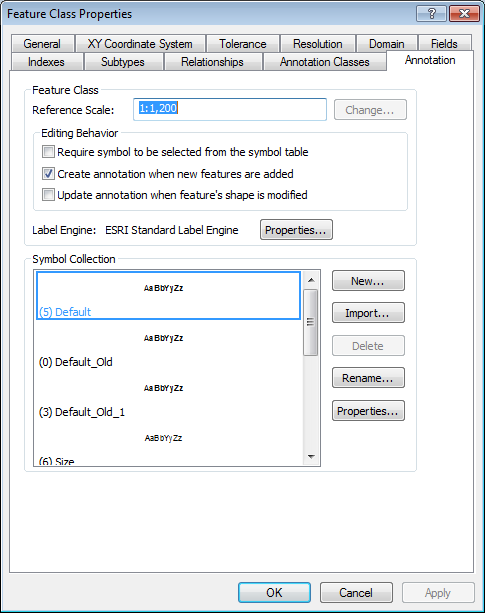 Feature Class Properties
General XY Coordinate System Tolerance Resolution Domain Fields
Indexes Subtypes Relationships Annotation Classes Annotation
Feature Class
Reference Scale: 1:1,200 Change...
Editing Behavior
Require symbol to be selected from the symbol table
Create annotation when new features are added
Update annotation when feature's shape is modified
Label Engine: ESRI Standard Label Engine Properties...
Symbol Collection
AaBbYyZz
(5) Default
AaBbYyZz
(0) Default_Old
AaBbYyZz
(3) Default_Old_1
AaBbYyZz
(6) Size
New...
Import...
Delete
Rename...
Properties...
OK Cancel Apply